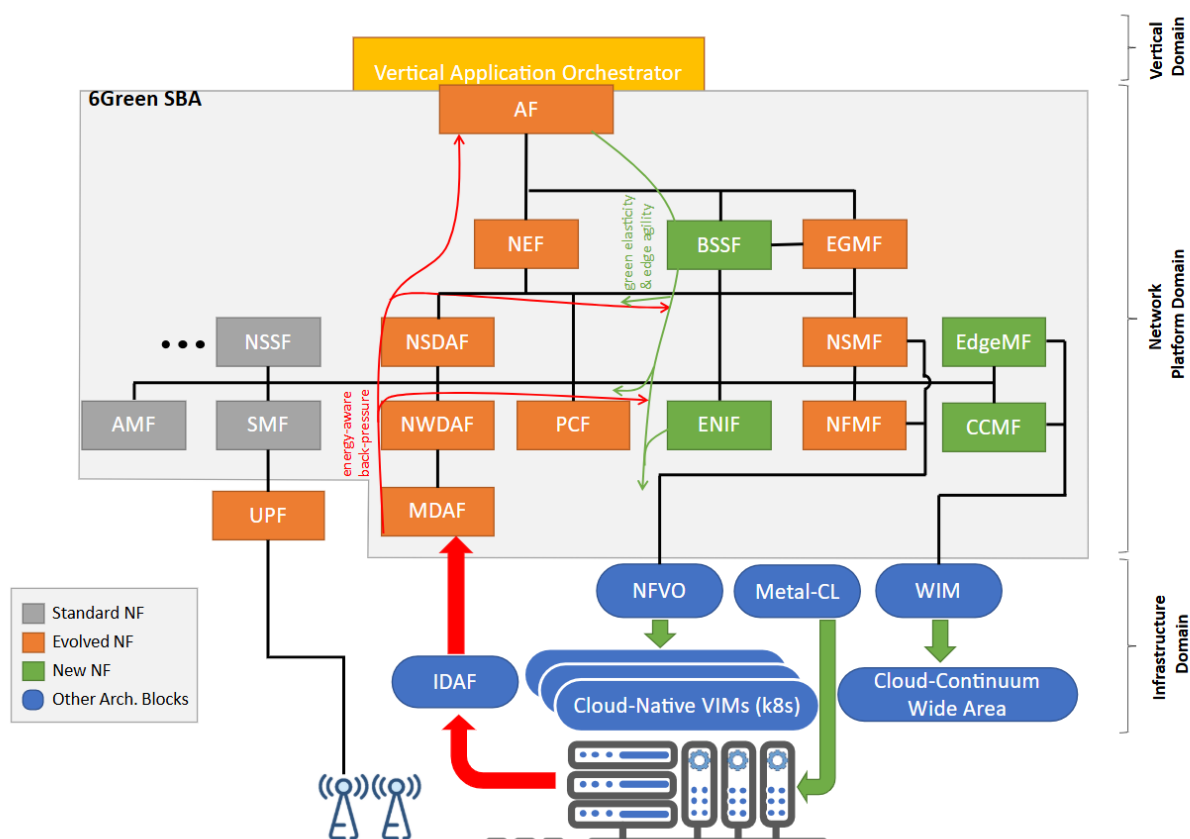 Vertical Application Orchestrator
Vertical
Domain
6Green SBA
AF
NEF
BSSF
EGMF
green elasticity
& edge agility
Network
Platform Domain
NSSF
NSDAF
NSMF
EdgeMF
AMF
SMF
NWDAF
PCF
ENIF
NFMF
CCMF
energy-aware
back-pressure
UPF
MDAF
NFVO
Metal-CL
WIM
Infrastructure
Domain
Standard NF
Evolved NF
New NF
Other Arch. Blocks
IDAF
Cloud-Native VIMs (k8s)
Cloud-Continuum
Wide Area